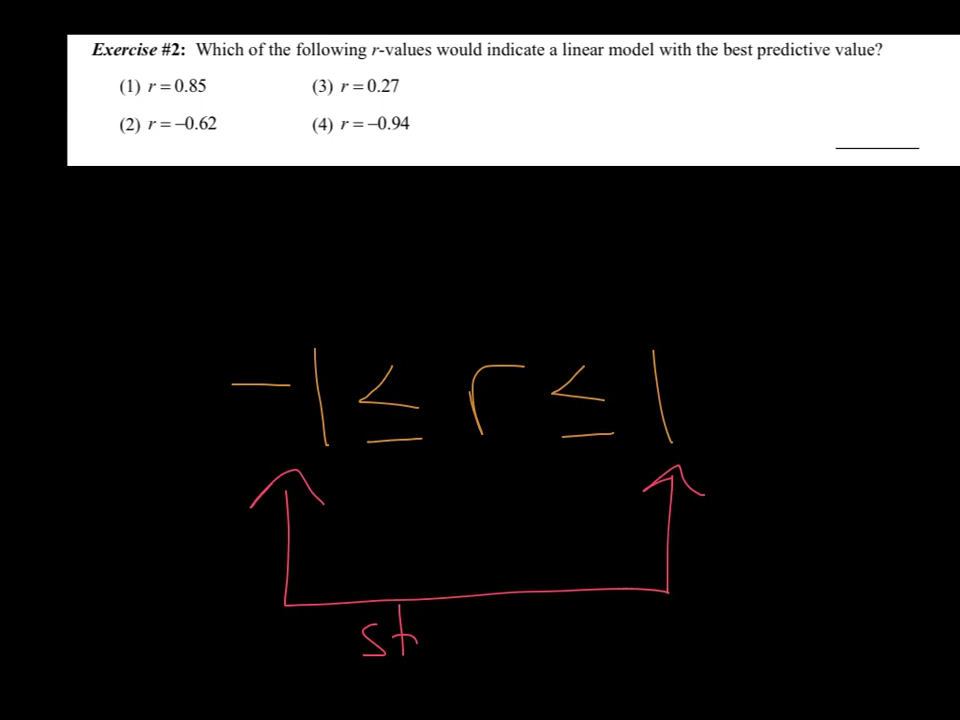 Exercise #2: Which of the following r-values would indicate a linear model with the best predictive value?
(1) r = 0.85 (3) r = 0.27
(2) r = –0.62 (4) r = –0.94
-1 ≤ r ≤ 1
st